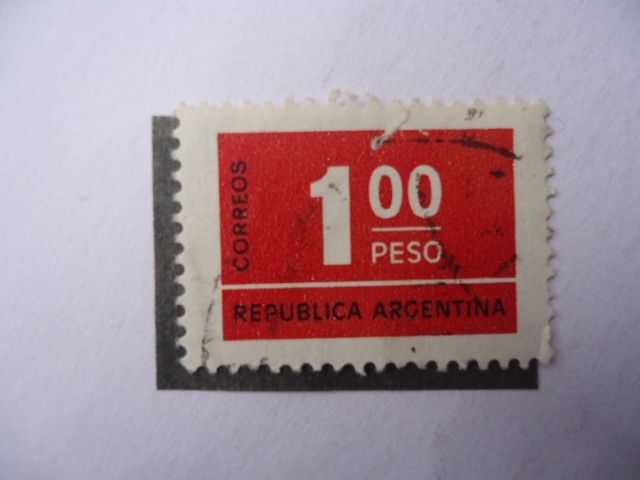 CORREOS
1 00
PESO
REPUBLICA ARGENTINA